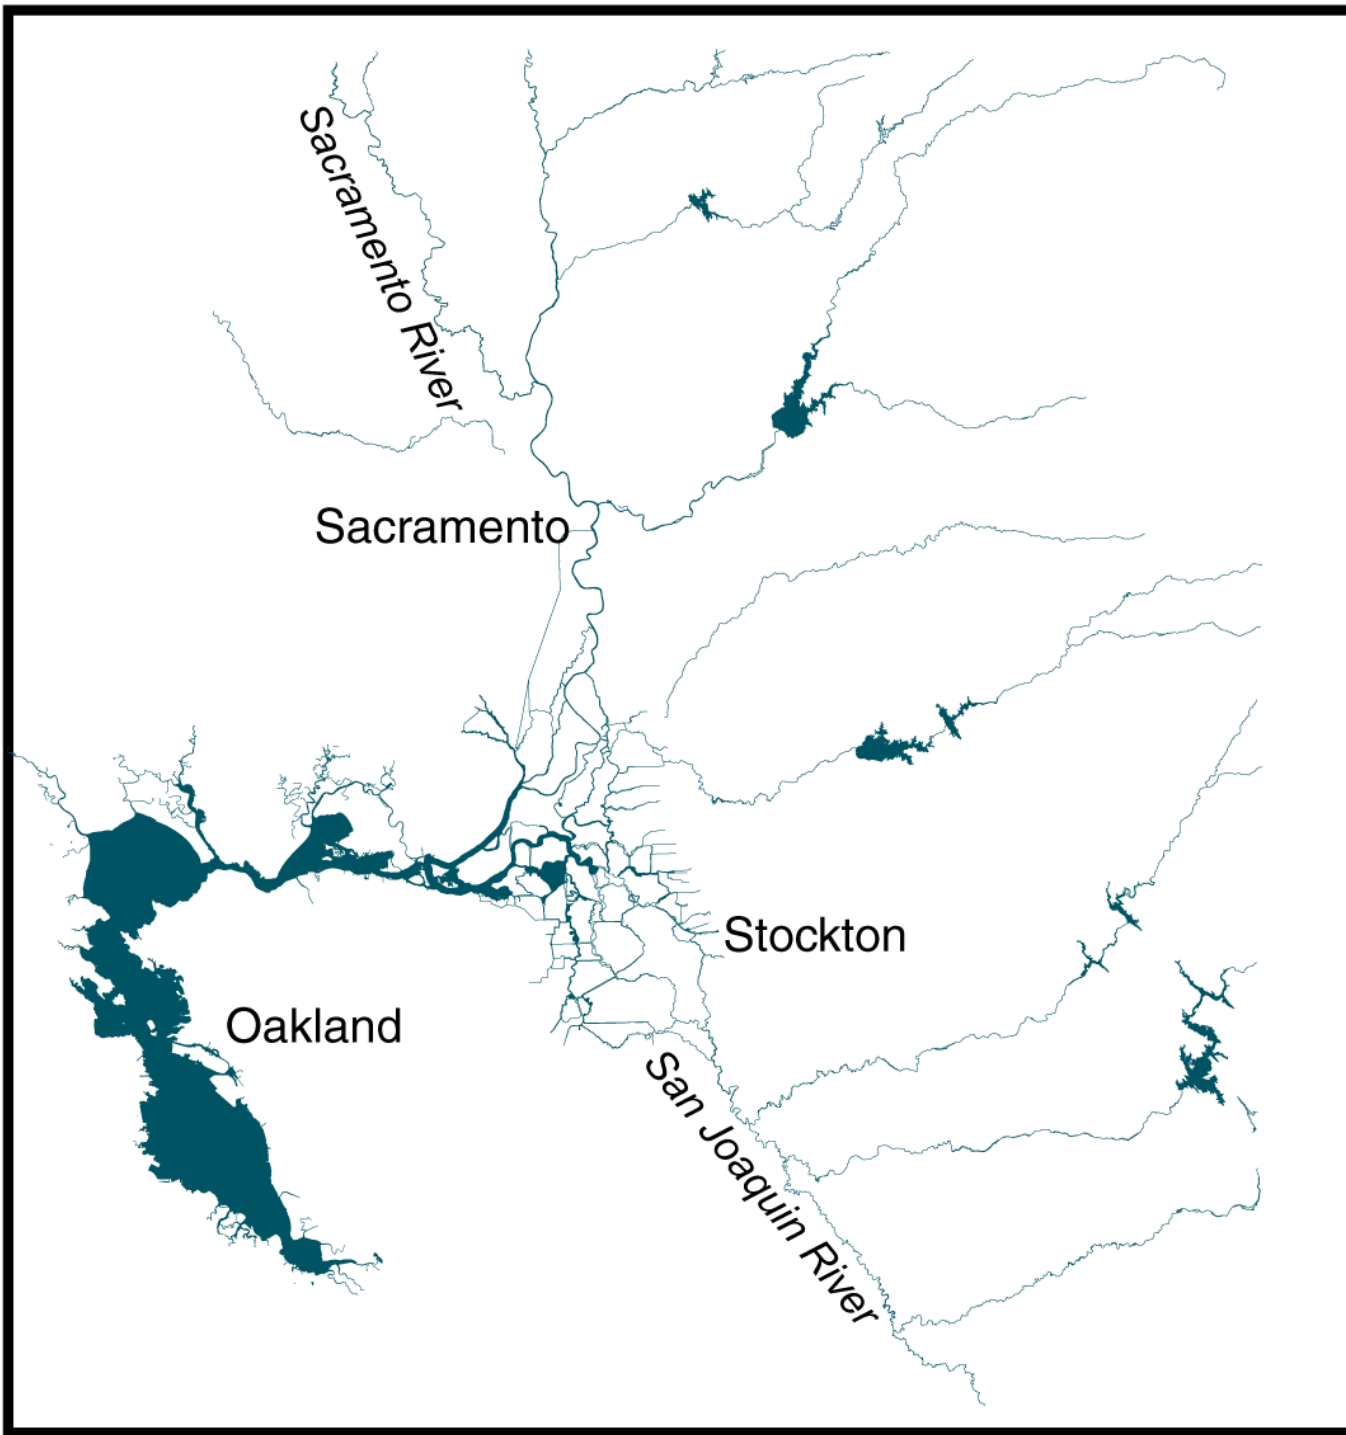 Sacramento River
Sacramento
Stockton
Oakland
San Joaquin River